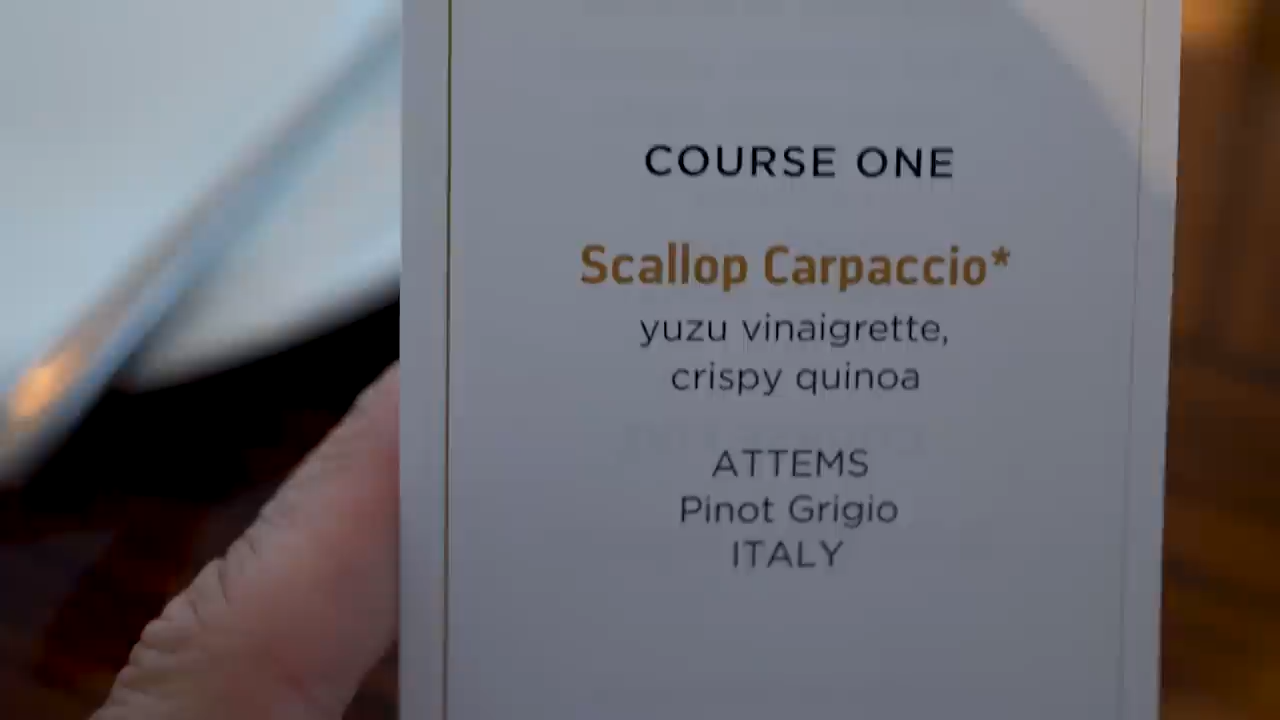 COURSE ONE
Scallop Carpaccio*
yuzu vinaigrette,
crispy quinoa
ATTEMS
Pinot Grigio
ITALY